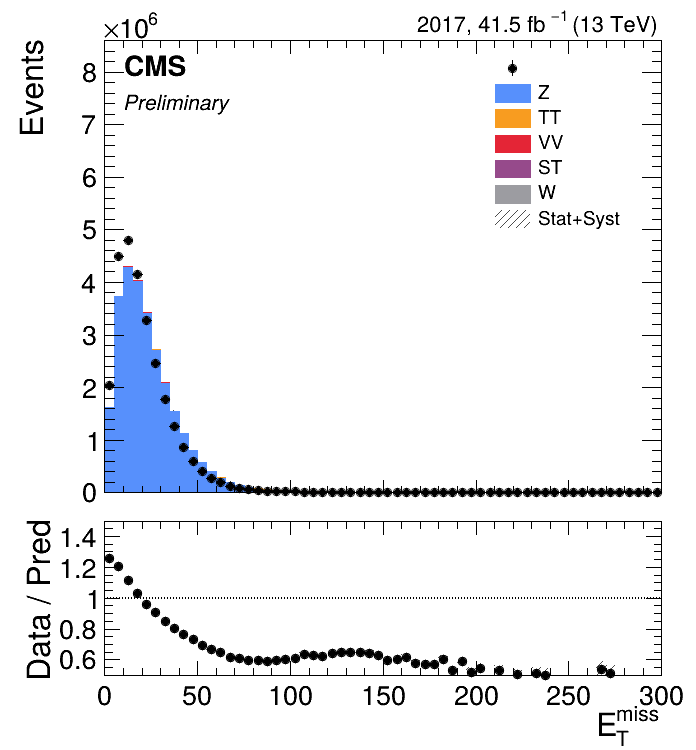 ×10⁶
2017, 41.5 fb⁻¹ (13 TeV)
CMS
Preliminary
Events
8
7
6
5
4
3
2
1
0
Z
TT
VV
ST
W
Stat+Syst
Data / Pred
1.4
1.2
1
0.8
0.6
0 50 100 150 200 250 300
E_T^miss